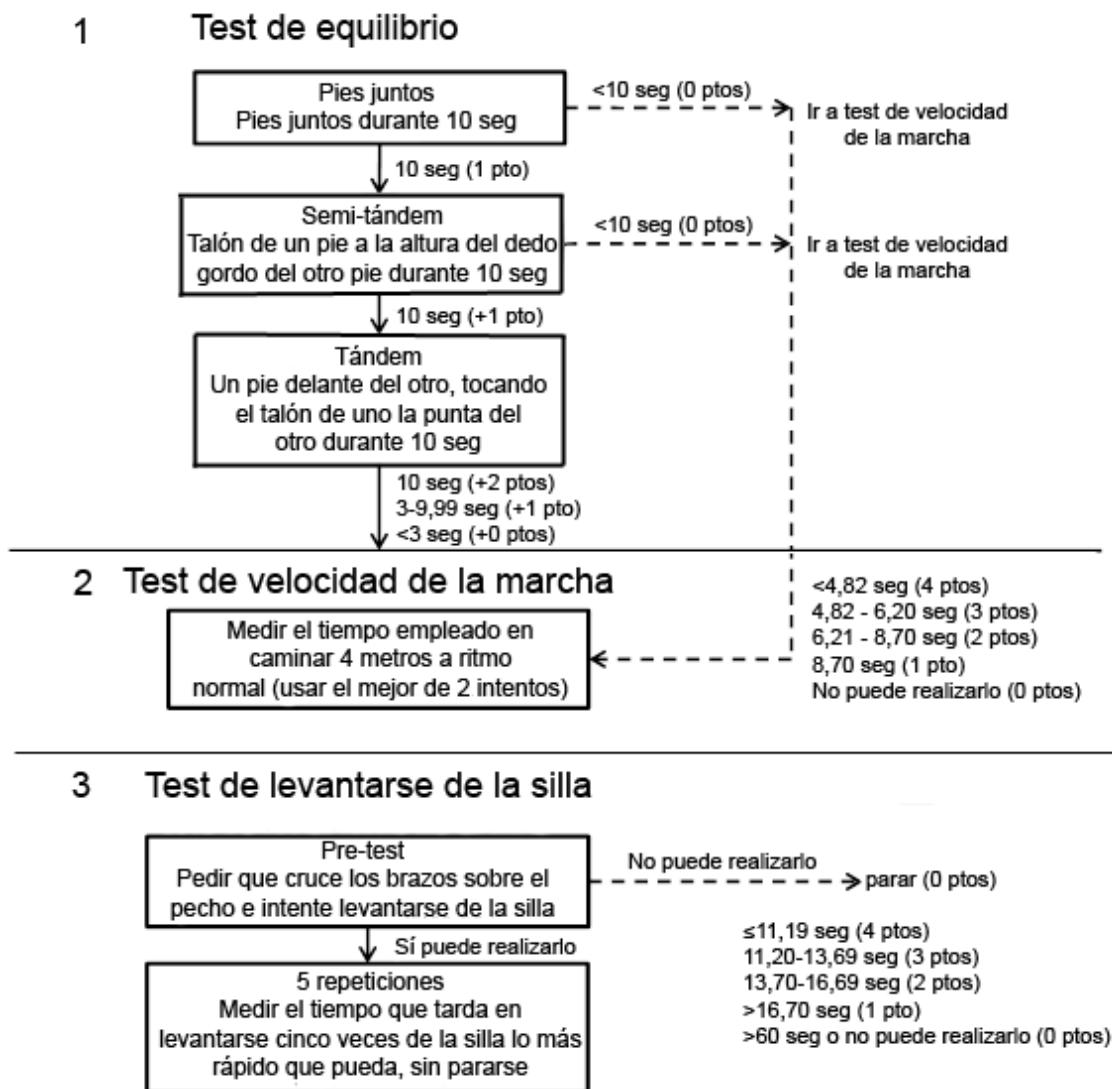 1 Test de equilibrio
Pies juntos
Pies juntos durante 10 seg
<10 seg (0 ptos)
Ir a test de velocidad
de la marcha
10 seg (1 pto)
Semi-tándem
Talón de un pie a la altura del dedo
gordo del otro pie durante 10 seg
<10 seg (0 ptos)
Ir a test de velocidad
de la marcha
10 seg (+1 pto)
Tándem
Un pie delante del otro, tocando
el talón de uno la punta del
otro durante 10 seg
10 seg (+2 ptos)
3-9,99 seg (+1 pto)
<3 seg (+0 ptos)
2 Test de velocidad de la marcha
Medir el tiempo empleado en
caminar 4 metros a ritmo
normal (usar el mejor de 2 intentos)
<4,82 seg (4 ptos)
4,82 - 6,20 seg (3 ptos)
6,21 - 8,70 seg (2 ptos)
8,70 seg (1 pto)
No puede realizarlo (0 ptos)
3 Test de levantarse de la silla
Pre-test
Pedir que cruce los brazos sobre el
pecho e intente levantarse de la silla
No puede realizarlo
parar (0 ptos)
Sí puede realizarlo
5 repeticiones
Medir el tiempo que tarda en
levantarse cinco veces de la silla lo más
rápido que pueda, sin pararse
≤11,19 seg (4 ptos)
11,20-13,69 seg (3 ptos)
13,70-16,69 seg (2 ptos)
>16,70 seg (1 pto)
>60 seg o no puede realizarlo (0 ptos)